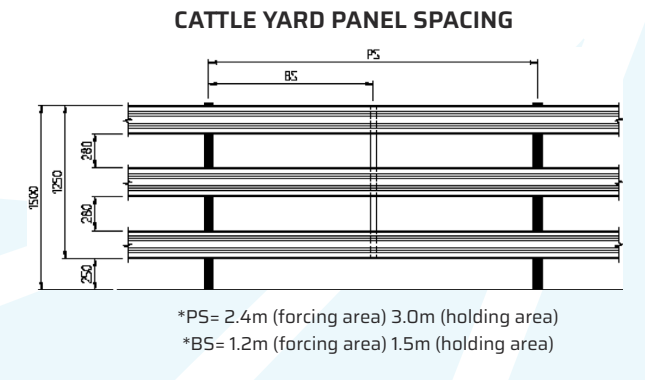 CATTLE YARD PANEL SPACING
PS
BS
280
1250
1500
280
250
*PS= 2.4m (forcing area) 3.0m (holding area)
*BS= 1.2m (forcing area) 1.5m (holding area)